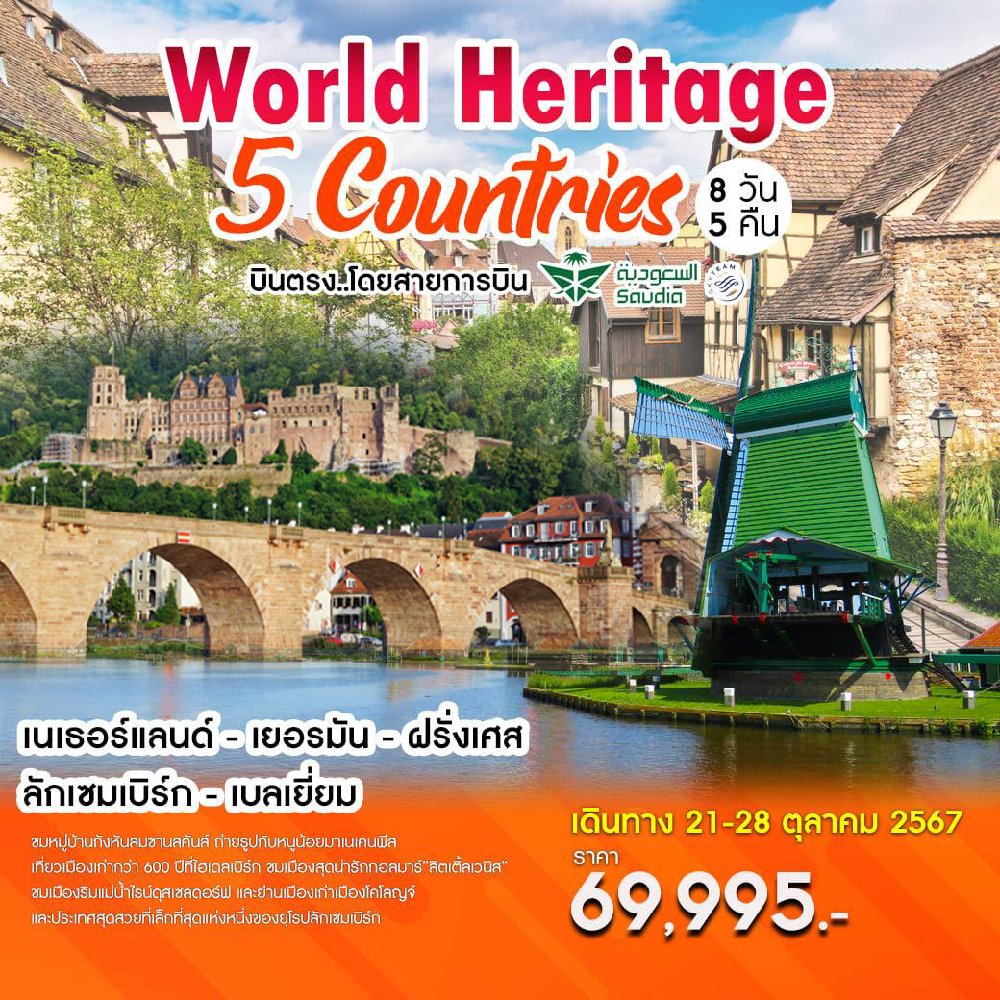 World Heritage
5 Countries
8 วัน
5 คืน
บินตรง..โดยสายการบิน
السعودية
saudia
SKYTEAM
เนเธอร์แลนด์ - เยอรมัน - ฝรั่งเศส
ลักเซมเบิร์ก - เบลเยี่ยม
ชมหมู่บ้านกังหันลมซานสคันส์ ถ่ายรูปกับหนูน้อยมาเนเคนพีส
เที่ยวเมืองเก่ากว่า 600 ปีที่ไฮเดลเบิร์ก ชมเมืองสุดน่ารักกอลมาร์"ลิตเติ้ลเวนิส"
ชมเมืองริมแม่น้ำไรน์ดุสเซลดอร์ฟ และย่านเมืองเก่าเมืองโคโลญจ์
และประเทศสุดสวยที่เล็กที่สุดแห่งหนึ่งของยุโรปลักเซมเบิร์ก
เดินทาง 21-28 ตุลาคม 2567
ราคา
69,995.-